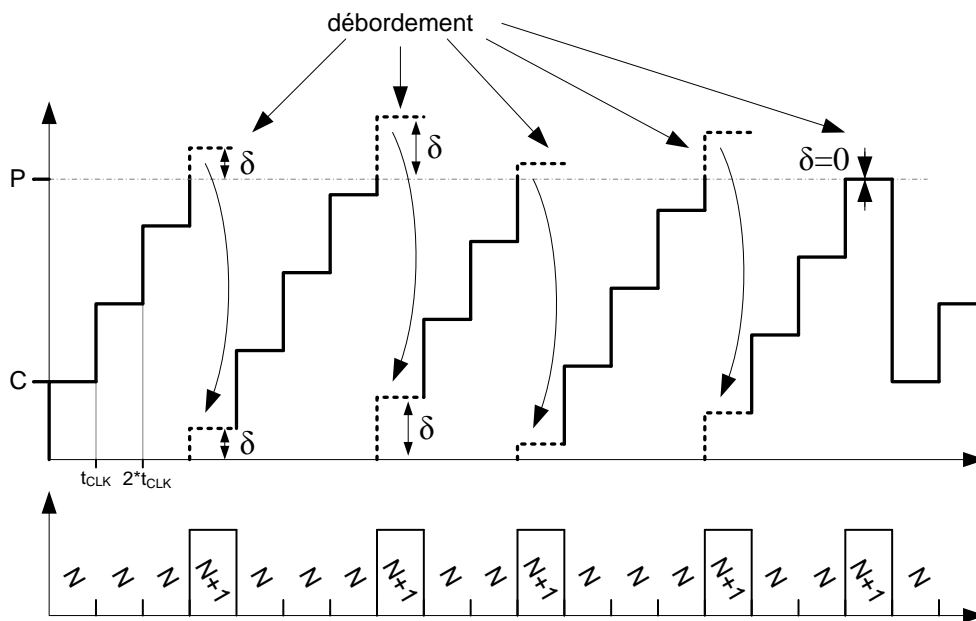 débordement
δ
δ
δ=0
P
C
δ
δ
tCLK 2*tCLK
N N N N+1 N N N N+1 N N N+1 N N N N+1 N N N+1 N